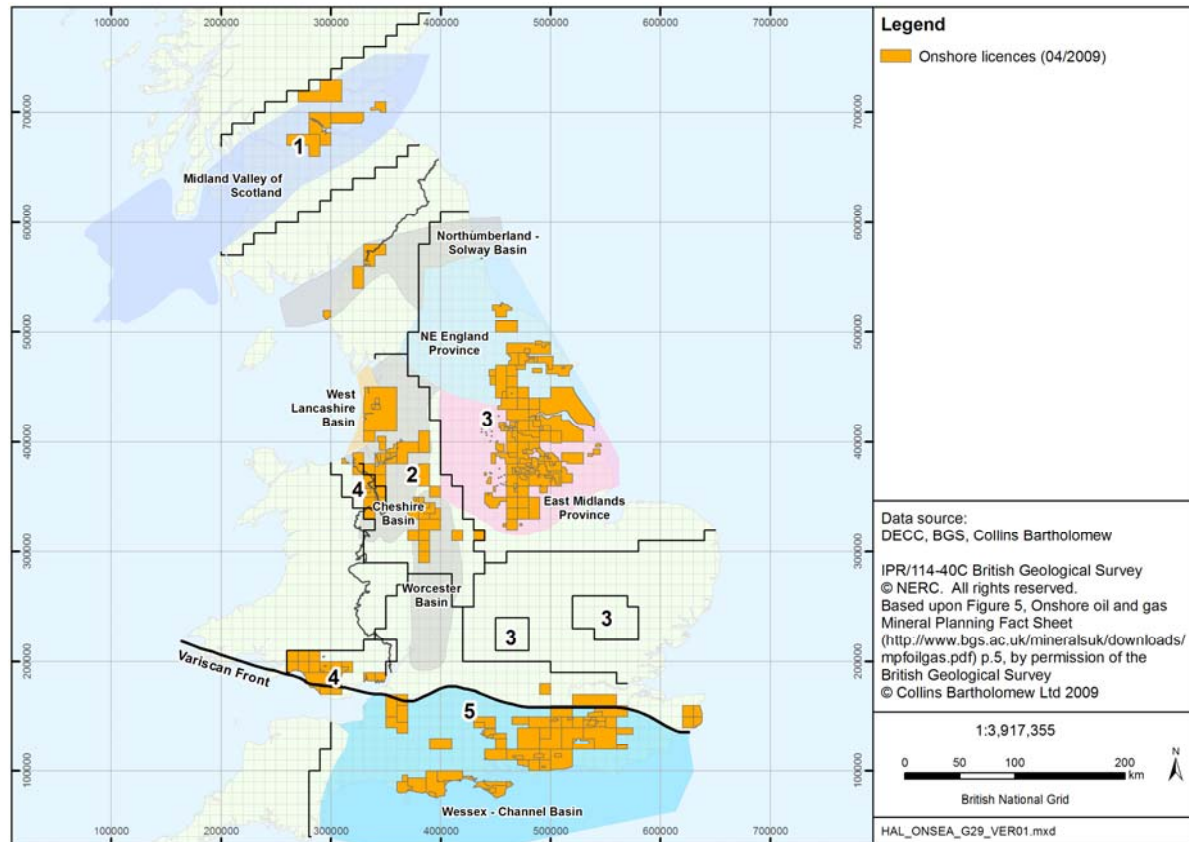 100000
200000
300000
400000
500000
600000
700000
700000
600000
500000
400000
300000
200000
100000
700000
600000
500000
400000
300000
200000
100000
1
Midland Valley of
Scotland
Northumberland -
Solway Basin
NE England
Province
West
Lancashire
Basin
3
2
4
Cheshire
Basin
East Midlands
Province
Worcester
Basin
3
3
Variscan Front
4
5
Wessex - Channel Basin
100000
200000
300000
400000
500000
600000
700000
Legend
Onshore licences (04/2009)
Data source:
DECC, BGS, Collins Bartholomew
IPR/114-40C British Geological Survey
© NERC. All rights reserved.
Based upon Figure 5, Onshore oil and gas
Mineral Planning Fact Sheet
(http://www.bgs.ac.uk/mineralsuk/downloads/
mpfoilgas.pdf) p.5, by permission of the
British Geological Survey
© Collins Bartholomew Ltd 2009
1:3,917,355
0 50 100 200
km
N
British National Grid
HAL_ONSEA_G29_VER01.mxd